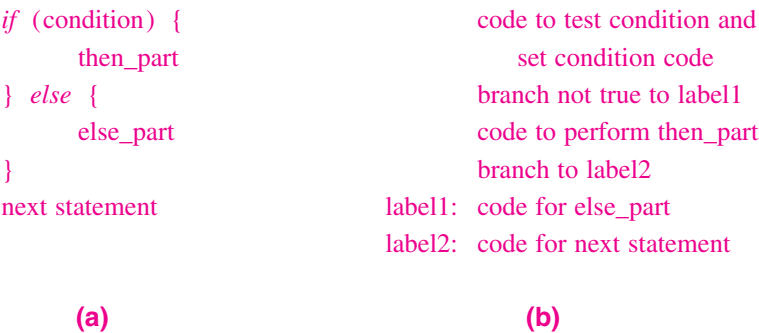 if (condition) {
then_part
} else {
else_part
}
next statement
(a)
code to test condition and
set condition code
branch not true to label1
code to perform then_part
branch to label2
label1: code for else_part
label2: code for next statement
(b)